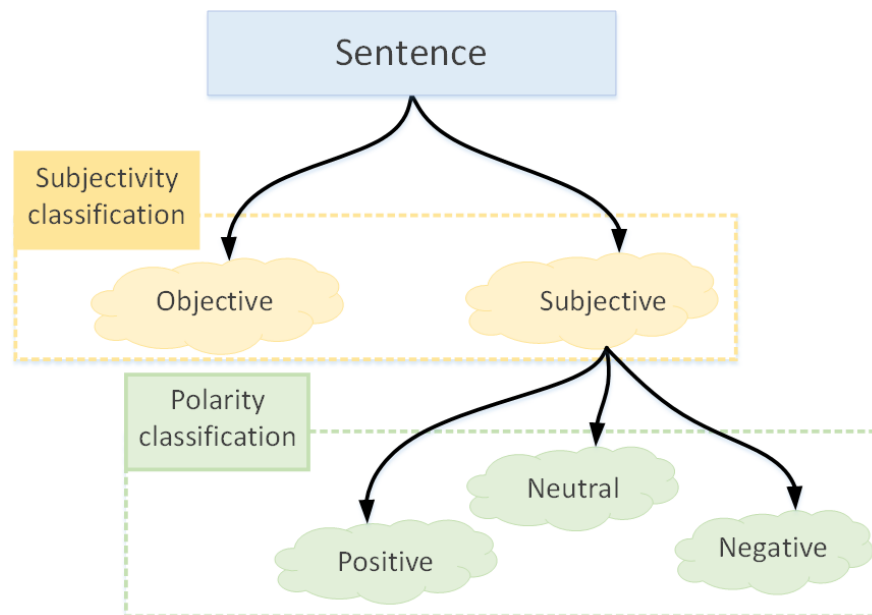 Sentence
Subjectivity
classification
Objective
Subjective
Polarity
classification
Neutral
Positive
Negative